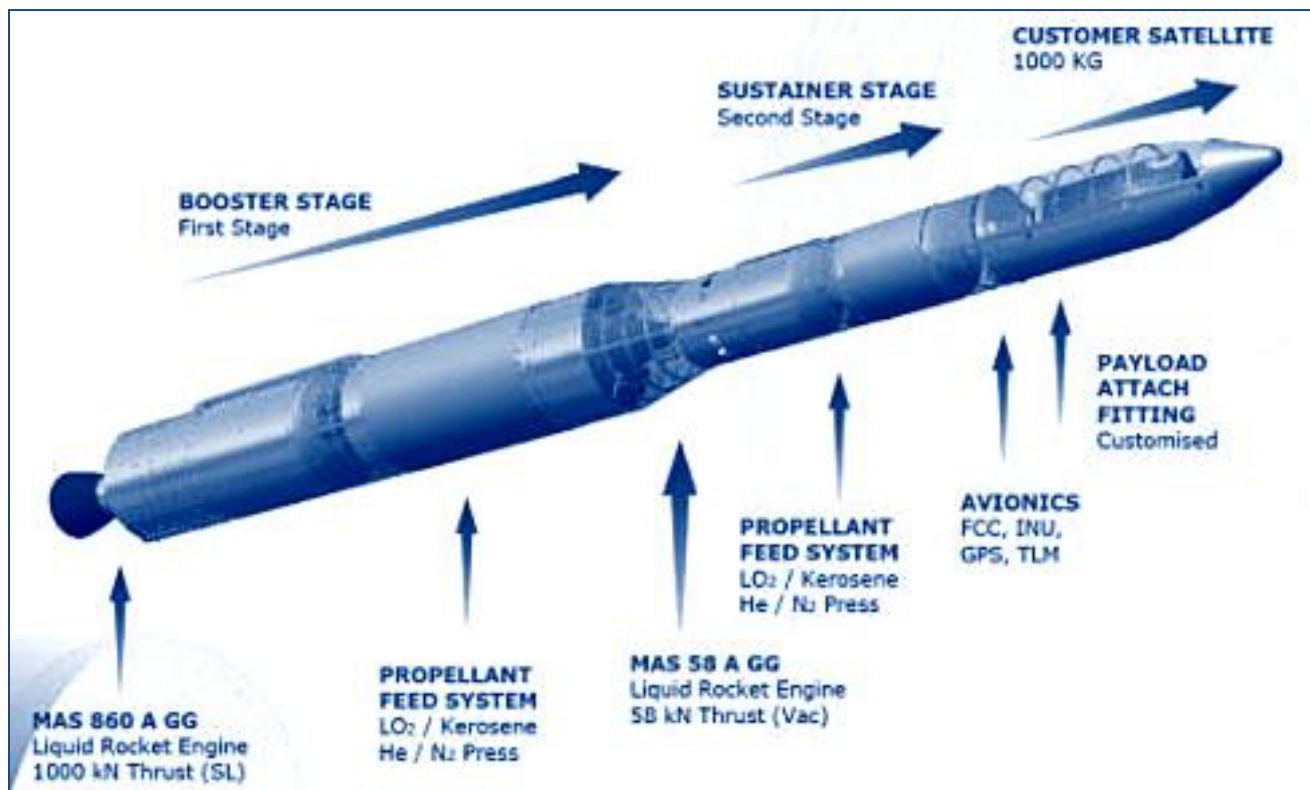 CUSTOMER SATELLITE
1000 KG
SUSTAINER STAGE
Second Stage
BOOSTER STAGE
First Stage
PAYLOAD
ATTACH
FITTING
Customised
AVIONICS
FCC, INU,
GPS, TLM
PROPELLANT
FEED SYSTEM
LO₂ / Kerosene
He / N₂ Press
MAS 58 A GG
Liquid Rocket Engine
58 kN Thrust (Vac)
PROPELLANT
FEED SYSTEM
LO₂ / Kerosene
He / N₂ Press
MAS 860 A GG
Liquid Rocket Engine
1000 kN Thrust (SL)